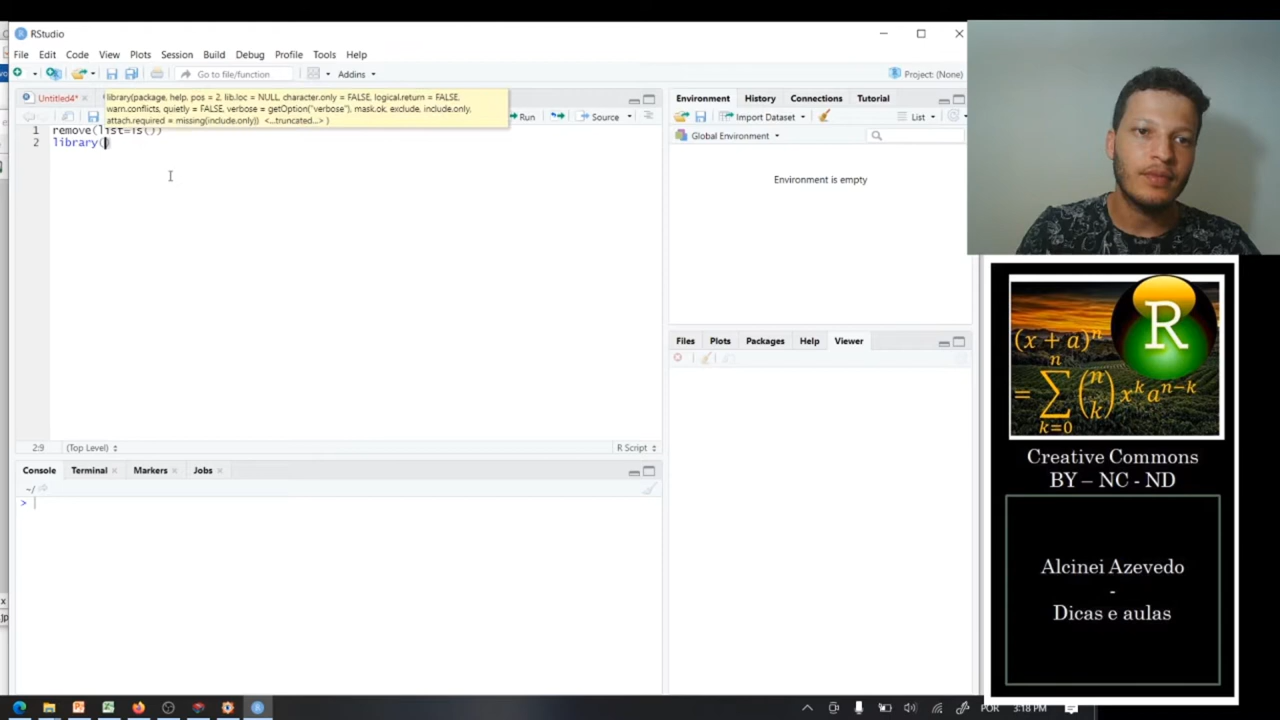 RStudio
File Edit Code View Plots Session Build Debug Profile Tools Help
Go to file/function Addins Project: (None)
Untitled4*
library(package, help, pos = 2, lib.loc = NULL, character.only = FALSE, logical.return = FALSE,
warn.conflicts, quietly = FALSE, verbose = getOption("verbose"), mask.ok, exclude, include.only,
attach.required = missing(include.only)) <...truncated...> )
Run Source
1 remove(list=ls())
2 library()
2:9 (Top Level) R Script
Console Terminal Markers Jobs
~/
>
Environment History Connections Tutorial
Import Dataset List
Global Environment
Environment is empty
Files Plots Packages Help Viewer
(x + a)^n
= ∑_{k=0}^{n} (n k) x^k a^{n-k}
R
Creative Commons
BY – NC - ND
Alcinei Azevedo
-
Dicas e aulas
POR 3:18 PM